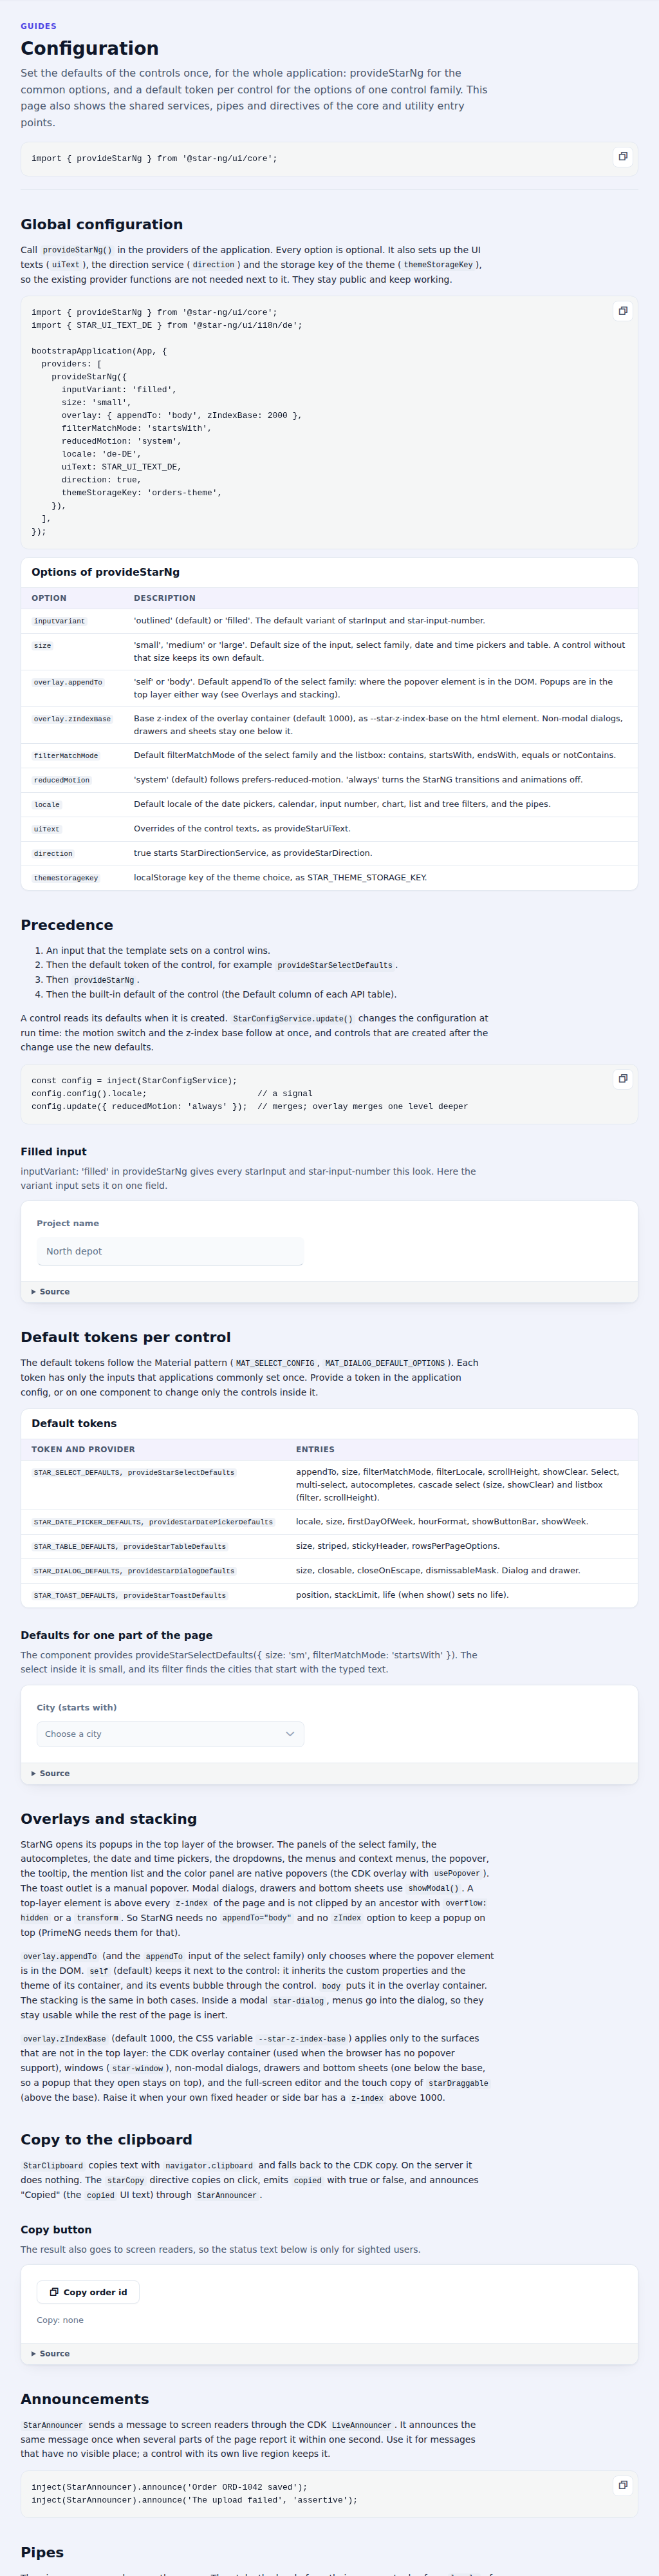 GUIDES
Configuration
Set the defaults of the controls once, for the whole application: provideStarNg for the
common options, and a default token per control for the options of one control family. This
page also shows the shared services, pipes and directives of the core and utility entry
points.
import { provideStarNg } from '@star-ng/ui/core';
Global configuration
Call provideStarNg() in the providers of the application. Every option is optional. It also sets up the UI
texts ( uiText ), the direction service ( direction ) and the storage key of the theme ( themeStorageKey ),
so the existing provider functions are not needed next to it. They stay public and keep working.
import { provideStarNg } from '@star-ng/ui/core';
import { STAR_UI_TEXT_DE } from '@star-ng/ui/i18n/de';
bootstrapApplication(App, {
  providers: [
    provideStarNg({
      inputVariant: 'filled',
      size: 'small',
      overlay: { appendTo: 'body', zIndexBase: 2000 },
      filterMatchMode: 'startsWith',
      reducedMotion: 'system',
      locale: 'de-DE',
      uiText: STAR_UI_TEXT_DE,
      direction: true,
      themeStorageKey: 'orders-theme',
    }),
  ],
});
Options of provideStarNg
OPTION DESCRIPTION
inputVariant 'outlined' (default) or 'filled'. The default variant of starInput and star-input-number.
size 'small', 'medium' or 'large'. Default size of the input, select family, date and time pickers and table. A control without
that size keeps its own default.
overlay.appendTo 'self' or 'body'. Default appendTo of the select family: where the popover element is in the DOM. Popups are in the
top layer either way (see Overlays and stacking).
overlay.zIndexBase Base z-index of the overlay container (default 1000), as --star-z-index-base on the html element. Non-modal dialogs,
drawers and sheets stay one below it.
filterMatchMode Default filterMatchMode of the select family and the listbox: contains, startsWith, endsWith, equals or notContains.
reducedMotion 'system' (default) follows prefers-reduced-motion. 'always' turns the StarNG transitions and animations off.
locale Default locale of the date pickers, calendar, input number, chart, list and tree filters, and the pipes.
uiText Overrides of the control texts, as provideStarUiText.
direction true starts StarDirectionService, as provideStarDirection.
themeStorageKey localStorage key of the theme choice, as STAR_THEME_STORAGE_KEY.
Precedence
1. An input that the template sets on a control wins.
2. Then the default token of the control, for example provideStarSelectDefaults .
3. Then provideStarNg .
4. Then the built-in default of the control (the Default column of each API table).
A control reads its defaults when it is created. StarConfigService.update() changes the configuration at
run time: the motion switch and the z-index base follow at once, and controls that are created after the
change use the new defaults.
const config = inject(StarConfigService);
config.config().locale;                      // a signal
config.update({ reducedMotion: 'always' });  // merges; overlay merges one level deeper
Filled input
inputVariant: 'filled' in provideStarNg gives every starInput and star-input-number this look. Here the
variant input sets it on one field.
Project name
North depot
▶ Source
Default tokens per control
The default tokens follow the Material pattern ( MAT_SELECT_CONFIG , MAT_DIALOG_DEFAULT_OPTIONS ). Each
token has only the inputs that applications commonly set once. Provide a token in the application
config, or on one component to change only the controls inside it.
Default tokens
TOKEN AND PROVIDER ENTRIES
STAR_SELECT_DEFAULTS, provideStarSelectDefaults appendTo, size, filterMatchMode, filterLocale, scrollHeight, showClear. Select,
multi-select, autocompletes, cascade select (size, showClear) and listbox
(filter, scrollHeight).
STAR_DATE_PICKER_DEFAULTS, provideStarDatePickerDefaults locale, size, firstDayOfWeek, hourFormat, showButtonBar, showWeek.
STAR_TABLE_DEFAULTS, provideStarTableDefaults size, striped, stickyHeader, rowsPerPageOptions.
STAR_DIALOG_DEFAULTS, provideStarDialogDefaults size, closable, closeOnEscape, dismissableMask. Dialog and drawer.
STAR_TOAST_DEFAULTS, provideStarToastDefaults position, stackLimit, life (when show() sets no life).
Defaults for one part of the page
The component provides provideStarSelectDefaults({ size: 'sm', filterMatchMode: 'startsWith' }). The
select inside it is small, and its filter finds the cities that start with the typed text.
City (starts with)
Choose a city
▶ Source
Overlays and stacking
StarNG opens its popups in the top layer of the browser. The panels of the select family, the
autocompletes, the date and time pickers, the dropdowns, the menus and context menus, the popover,
the tooltip, the mention list and the color panel are native popovers (the CDK overlay with usePopover ).
The toast outlet is a manual popover. Modal dialogs, drawers and bottom sheets use showModal() . A
top-layer element is above every z-index of the page and is not clipped by an ancestor with overflow:
hidden or a transform . So StarNG needs no appendTo="body" and no zIndex option to keep a popup on
top (PrimeNG needs them for that).
overlay.appendTo (and the appendTo input of the select family) only chooses where the popover element
is in the DOM. self (default) keeps it next to the control: it inherits the custom properties and the
theme of its container, and its events bubble through the control. body puts it in the overlay container.
The stacking is the same in both cases. Inside a modal star-dialog , menus go into the dialog, so they
stay usable while the rest of the page is inert.
overlay.zIndexBase (default 1000, the CSS variable --star-z-index-base ) applies only to the surfaces
that are not in the top layer: the CDK overlay container (used when the browser has no popover
support), windows ( star-window ), non-modal dialogs, drawers and bottom sheets (one below the base,
so a popup that they open stays on top), and the full-screen editor and the touch copy of starDraggable
(above the base). Raise it when your own fixed header or side bar has a z-index above 1000.
Copy to the clipboard
StarClipboard copies text with navigator.clipboard and falls back to the CDK copy. On the server it
does nothing. The starCopy directive copies on click, emits copied with true or false, and announces
"Copied" (the copied UI text) through StarAnnouncer .
Copy button
The result also goes to screen readers, so the status text below is only for sighted users.
Copy order id
Copy: none
▶ Source
Announcements
StarAnnouncer sends a message to screen readers through the CDK LiveAnnouncer . It announces the
same message once when several parts of the page report it within one second. Use it for messages
that have no visible place; a control with its own live region keeps it.
inject(StarAnnouncer).announce('Order ORD-1042 saved');
inject(StarAnnouncer).announce('The upload failed', 'assertive');
Pipes